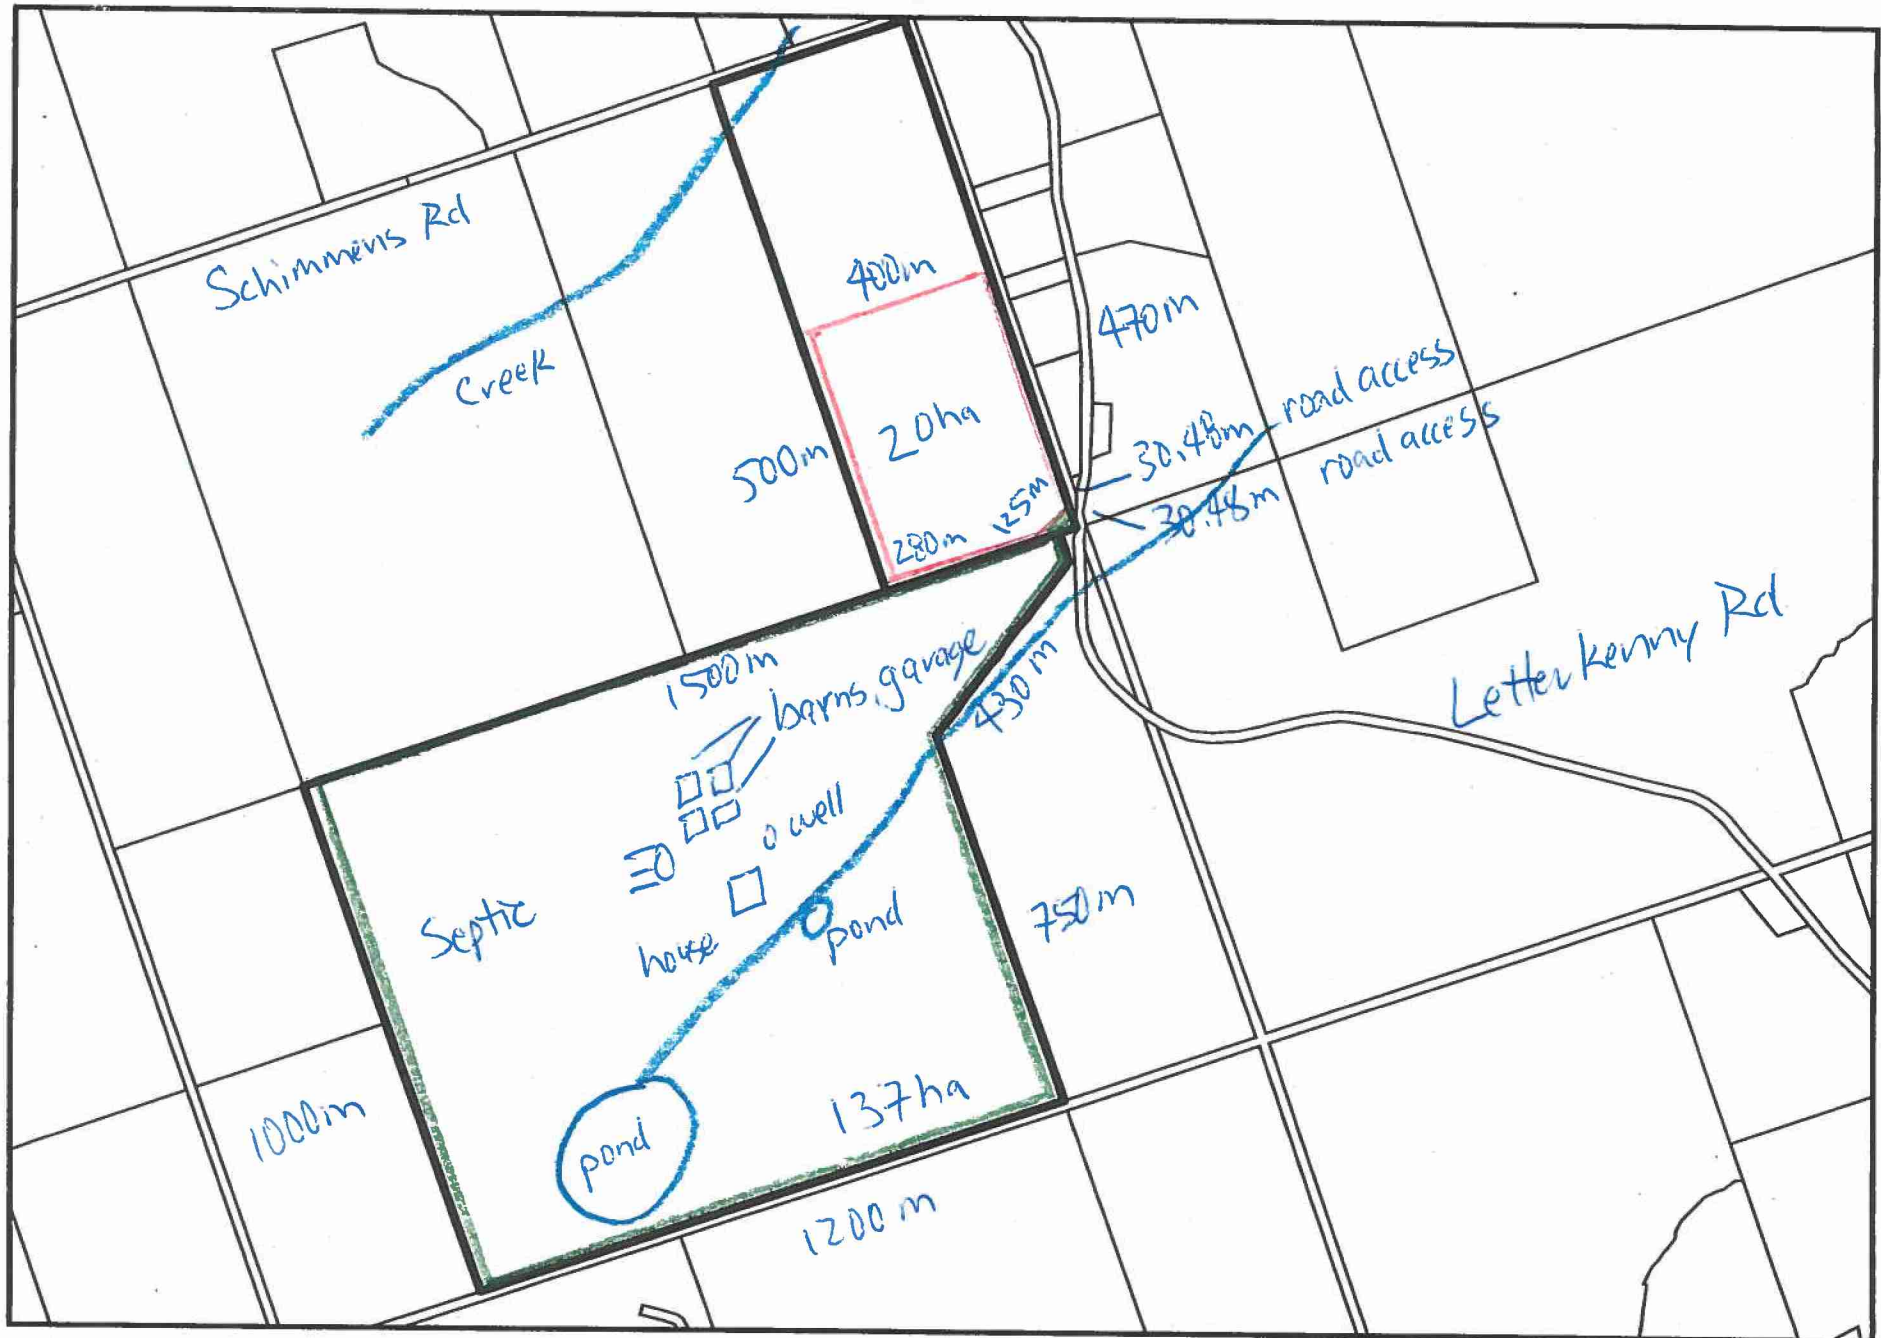 Schimmens Rd
Creek
400m
470m
20ha
500m
30.48m
road access
road access
30.48m
280m
125m
1500m
barns, garage
430m
Letterkenny Rd
o well
Septic
house
pond
750m
1000m
pond
137ha
1200m